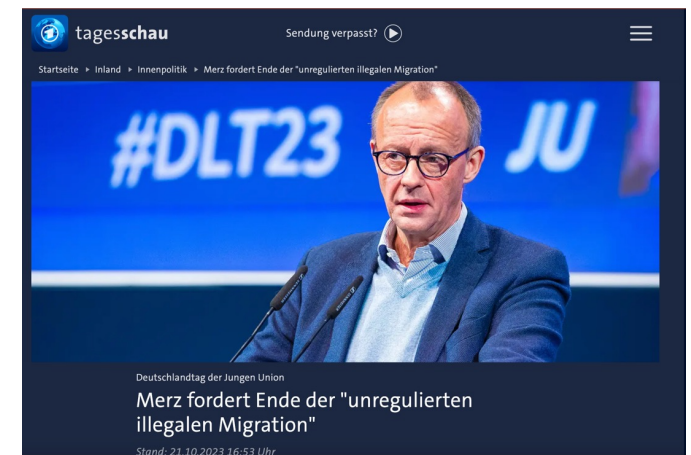 tagesschau
Sendung verpasst?
Startseite ▸ Inland ▸ Innenpolitik ▸ Merz fordert Ende der "unregulierten illegalen Migration"
#DLT23 JU
Deutschlandtag der Jungen Union
Merz fordert Ende der "unregulierten
illegalen Migration"
Stand: 21.10.2023 16:53 Uhr